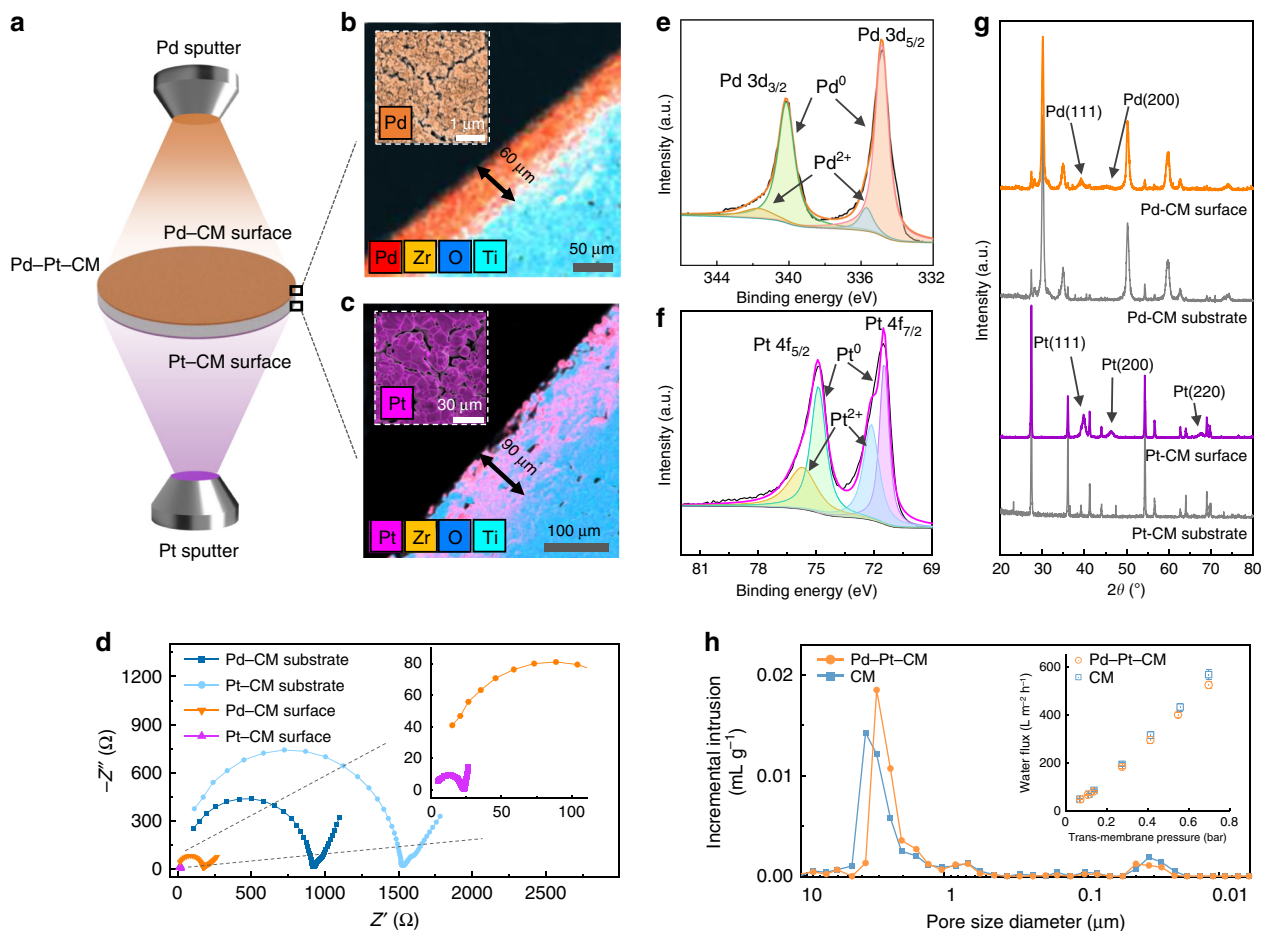 a
Pd sputter
Pd–CM surface
Pd–Pt–CM
Pt–CM surface
Pt sputter
b
Pd
1 μm
60 μm
Pd Zr O Ti
50 μm
c
Pt
30 μm
90 μm
Pt Zr O Ti
100 μm
e
Pd 3d5/2
Pd 3d3/2
Pd0
Pd2+
Intensity (a.u.)
344 340 336 332
Binding energy (eV)
f
Pt 4f7/2
Pt 4f5/2
Pt0
Pt2+
Intensity (a.u.)
81 78 75 72 69
Binding energy (eV)
g
Pd(111)
Pd(200)
Pd-CM surface
Pd-CM substrate
Pt(111)
Pt(200)
Pt(220)
Pt-CM surface
Pt-CM substrate
Intensity (a.u.)
20 30 40 50 60 70 80
2θ (°)
d
Pd–CM substrate
Pt–CM substrate
Pd–CM surface
Pt–CM surface
1200
900
600
300
0
–Z″ (Ω)
0 500 1000 1500 2000 2500
Z′ (Ω)
80
60
40
20
0
0 50 100
h
Pd–Pt–CM
CM
0.02
0.01
0.00
Incremental intrusion
(mL g–1)
10 1 0.1 0.01
Pore size diameter (μm)
Pd–Pt–CM
CM
600
400
200
0
Water flux (L m–2 h–1)
0 0.2 0.4 0.6 0.8
Trans-membrane pressure (bar)